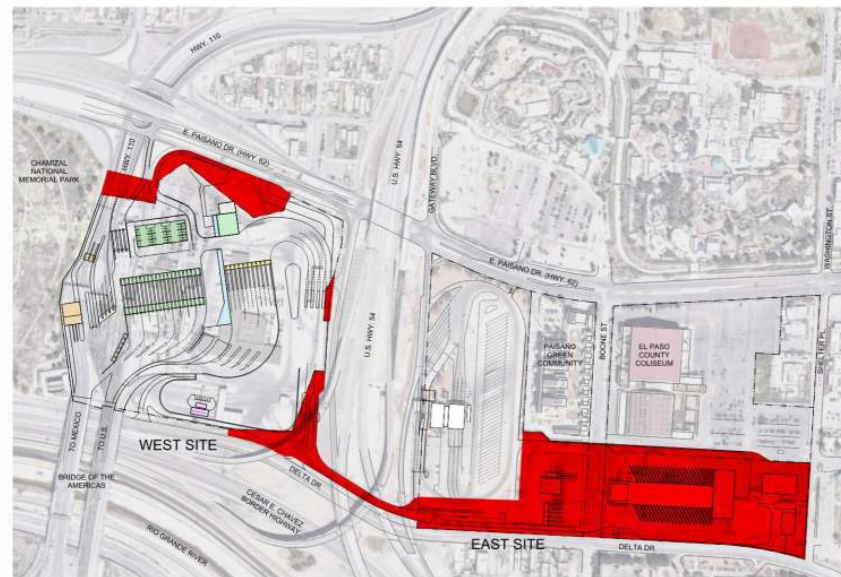 HWY. 110
E. PAISANO DR. (HWY. 62)
HWY. 110
CHAMIZAL
NATIONAL
MEMORIAL PARK
U.S. HWY. 54
GATEWAY BLVD
WASHINGTON ST.
E. PAISANO DR. (HWY. 62)
U.S. HWY. 54
PAISANO
GREEN
COMMUNITY
BOONE ST
EL PASO
COUNTY
COLISEUM
SHELTER PL.
TO MEXICO
TO U.S.
WEST SITE
BRIDGE OF THE
AMERICAS
DELTA DR.
CESAR E. CHAVEZ
BORDER HIGHWAY
RIO GRANDE RIVER
EAST SITE
DELTA DR.